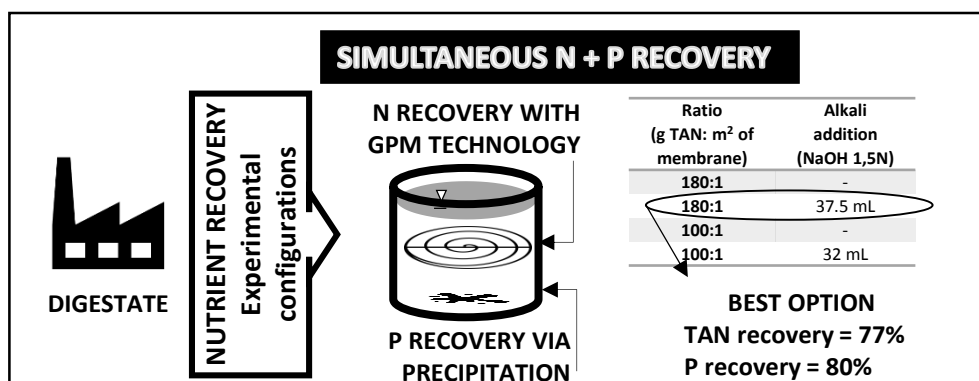 SIMULTANEOUS N + P RECOVERY
DIGESTATE
NUTRIENT RECOVERY
Experimental
configurations
N RECOVERY WITH
GPM TECHNOLOGY
P RECOVERY VIA
PRECIPITATION
Ratio Alkali
(g TAN: m² of addition
membrane) (NaOH 1,5N)
180:1 -
180:1 37.5 mL
100:1 -
100:1 32 mL
BEST OPTION
TAN recovery = 77%
P recovery = 80%